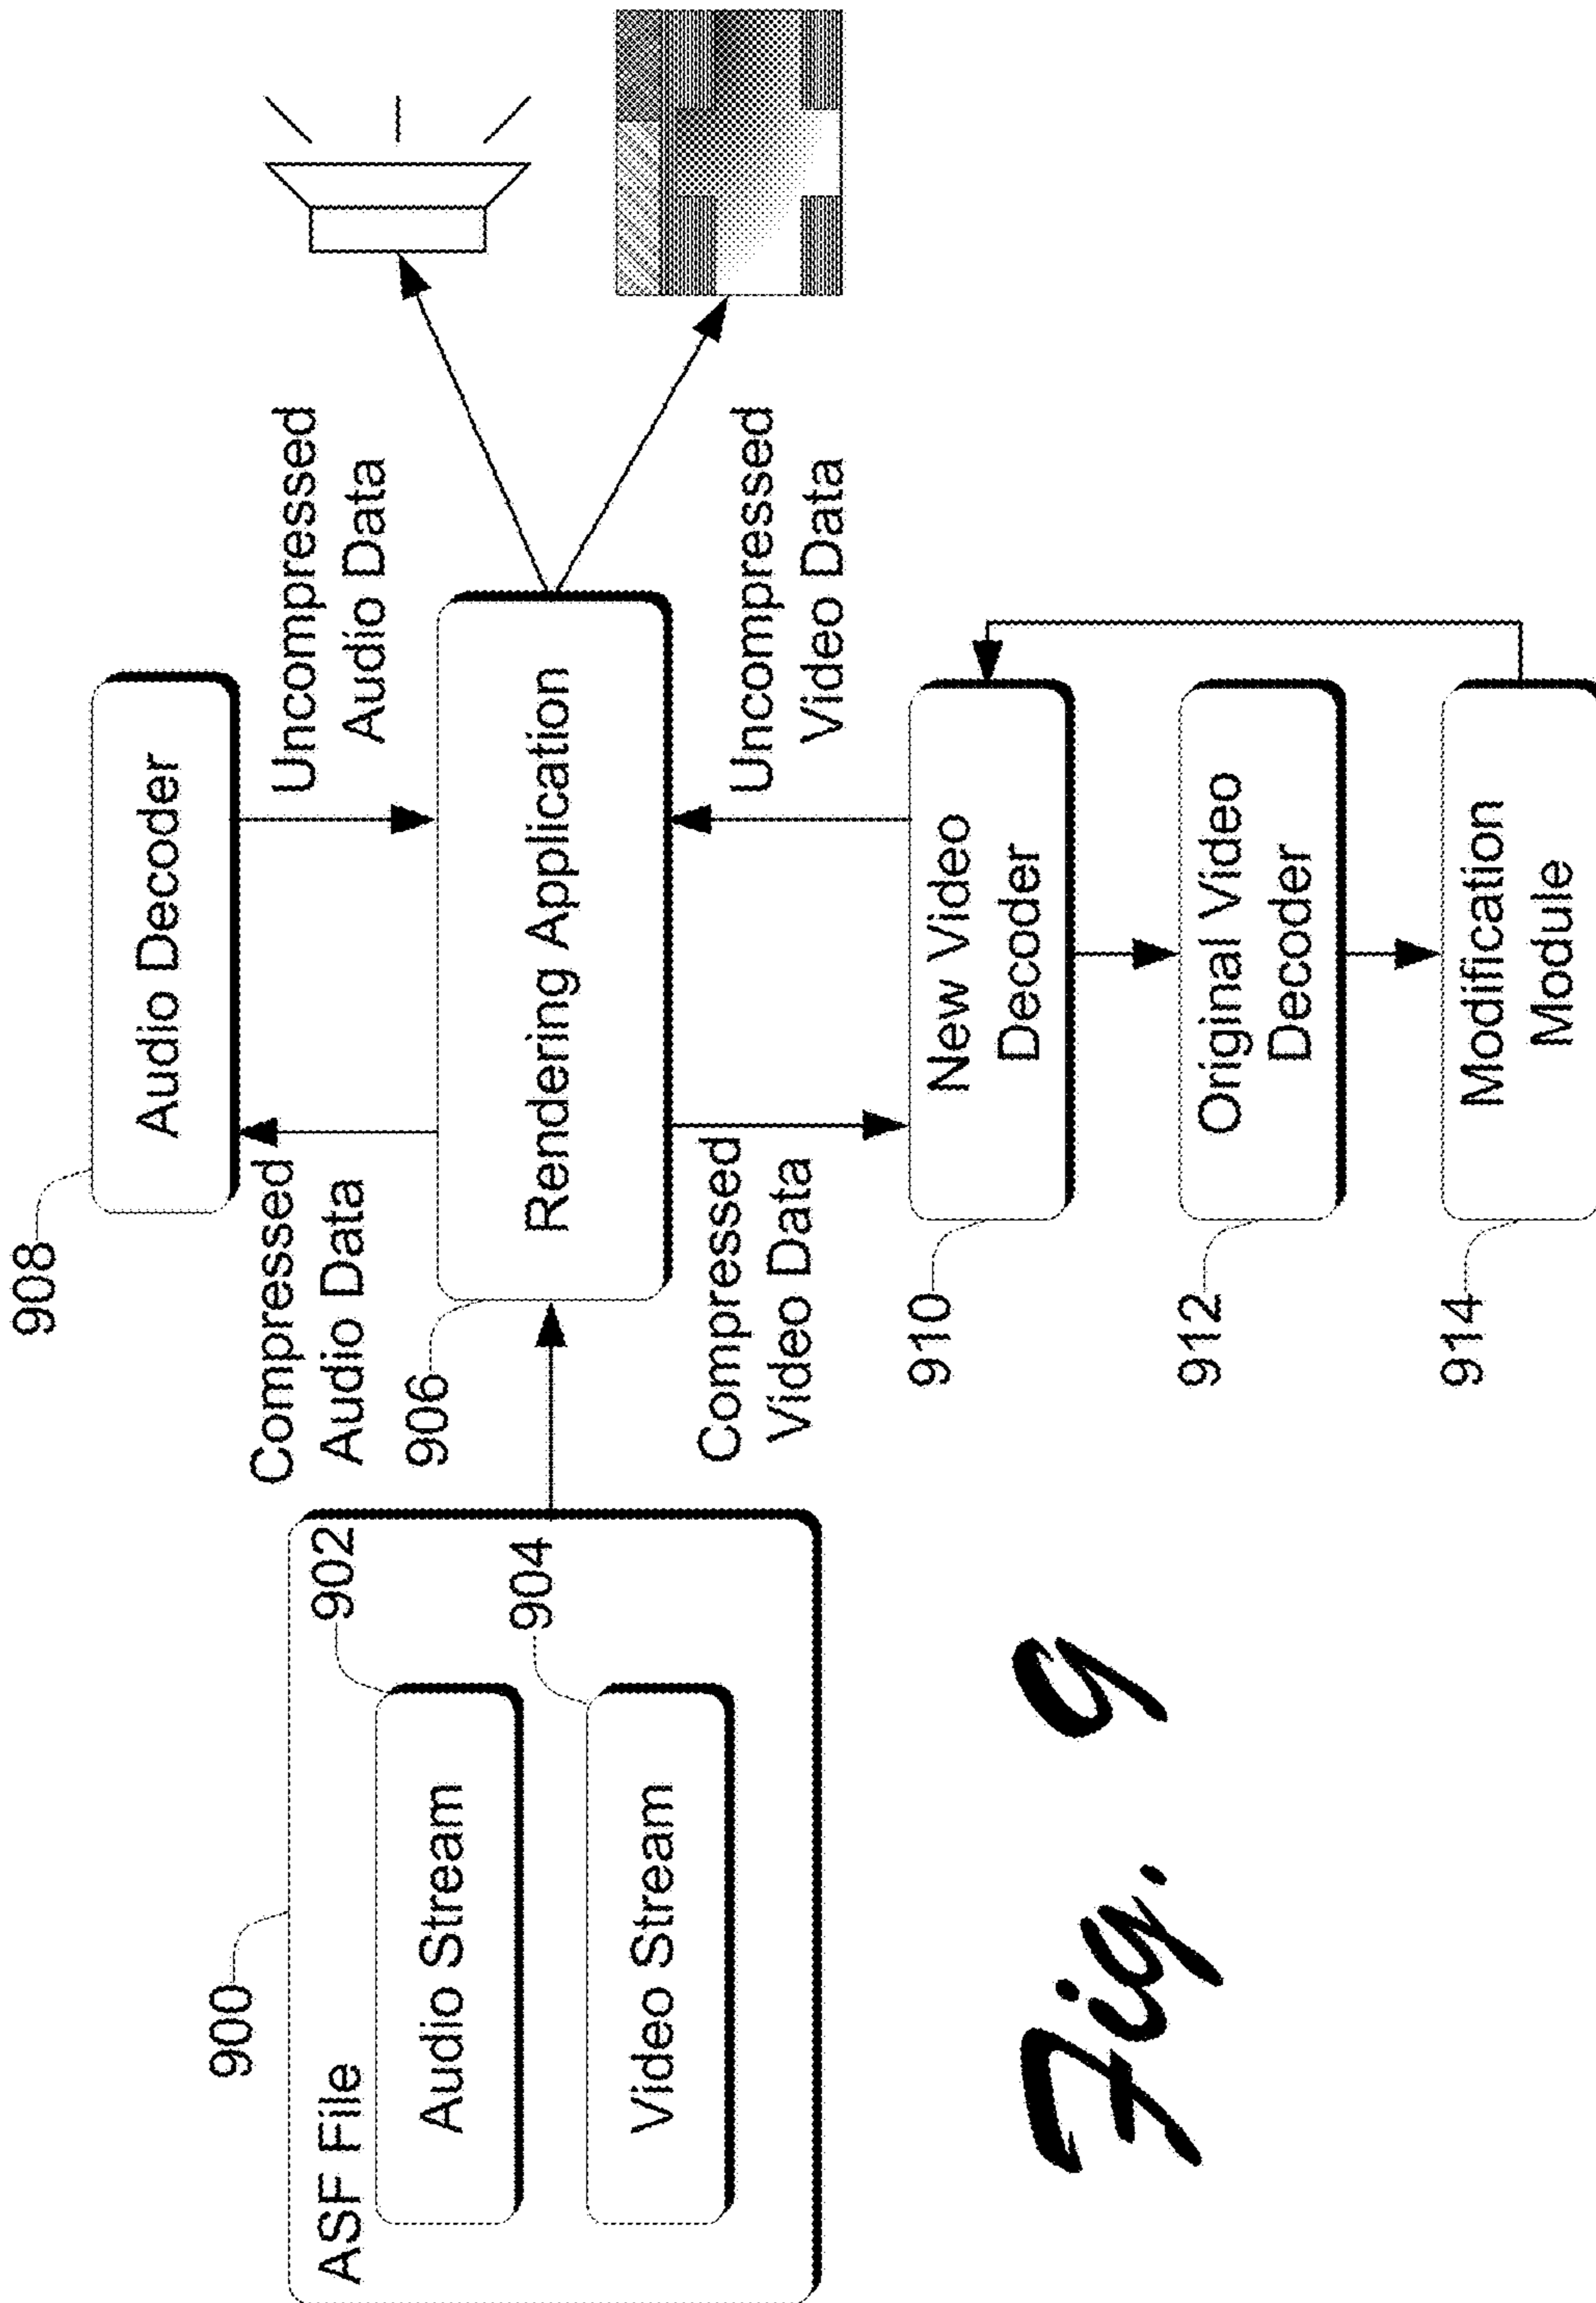 900
ASF File
902
Audio Stream
904
Video Stream
908
Audio Decoder
Compressed
Audio Data
Uncompressed
Audio Data
906
Rendering Application
Compressed
Video Data
Uncompressed
Video Data
910
New Video
Decoder
912
Original Video
Decoder
914
Modification
Module
Fig. 9